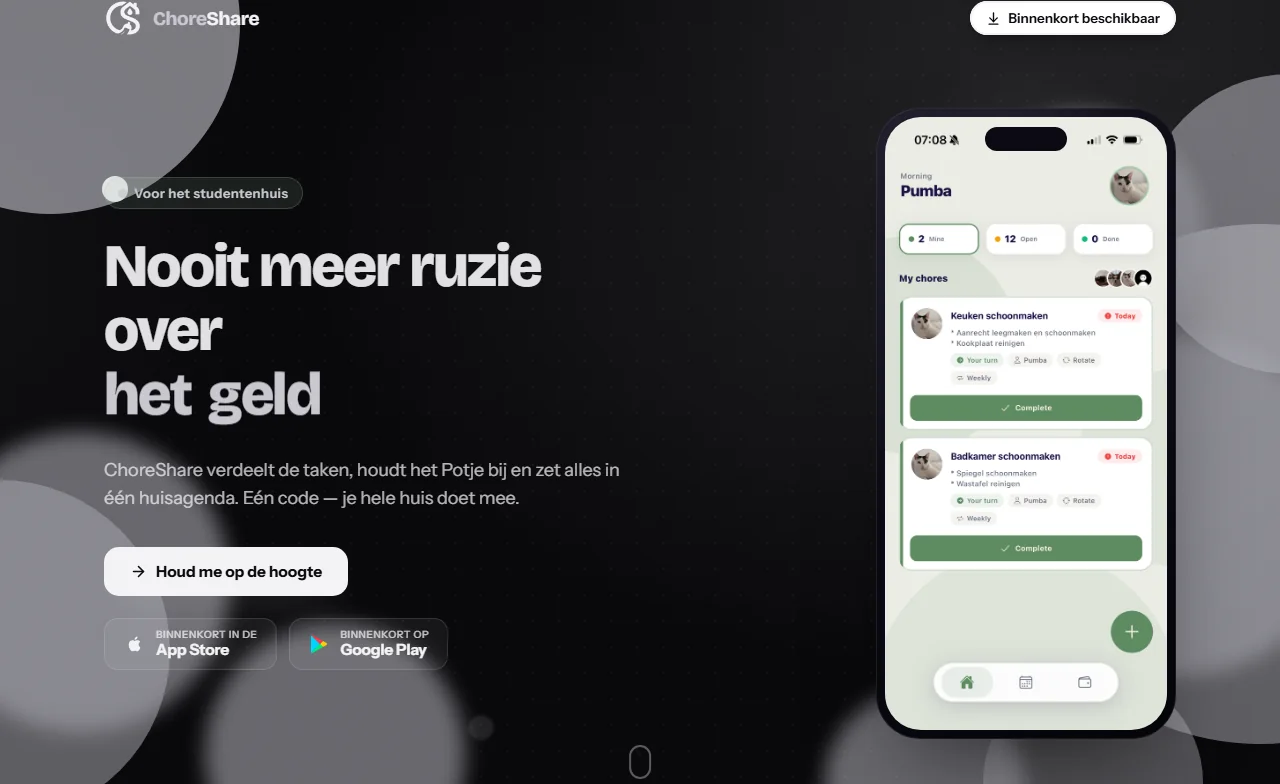 ChoreShare
Binnenkort beschikbaar
Voor het studentenhuis
Nooit meer ruzie
over
het geld
ChoreShare verdeelt de taken, houdt het Potje bij en zet alles in
één huisagenda. Eén code — je hele huis doet mee.
Houd me op de hoogte
BINNENKORT IN DE
App Store
BINNENKORT OP
Google Play
07:08
Morning
Pumba
2 Mine
12 Open
0 Done
My chores
Keuken schoonmaken
Today
* Aanrecht leegmaken en schoonmaken
* Kookplaat reinigen
Your turn
Pumba
Rotate
Weekly
Complete
Badkamer schoonmaken
Today
* Spiegel schoonmaken
* Wastafel reinigen
Your turn
Pumba
Rotate
Weekly
Complete